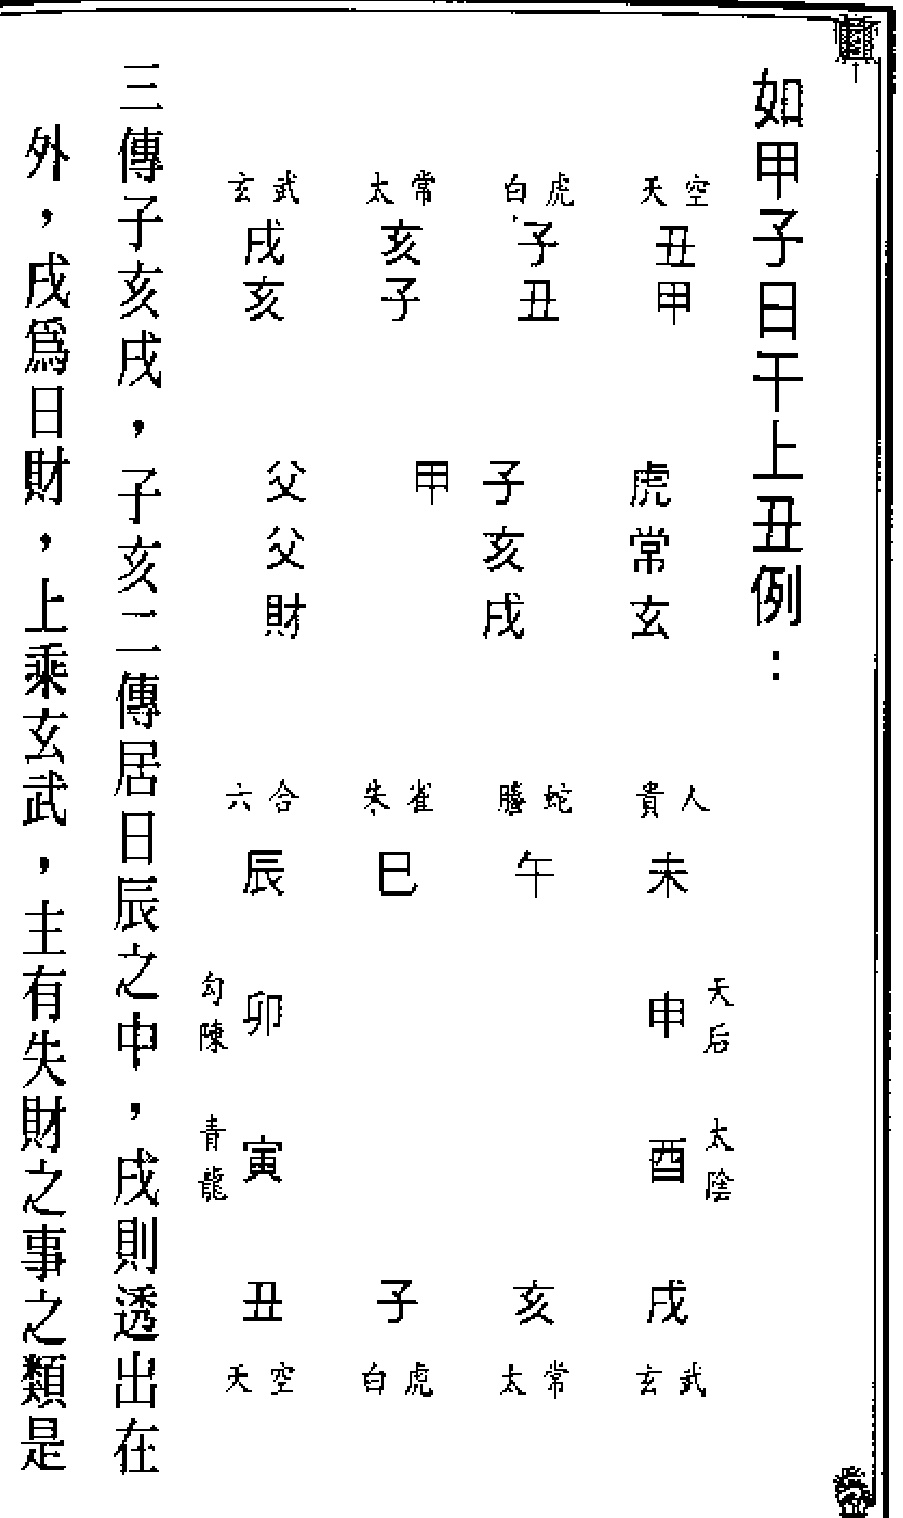 如甲子日干上丑例：
玄武 太常 白虎 天空
戌 亥 子 丑
亥 子 丑 甲
父 甲 子 虎
父 亥 常
財 戌 玄
六合 朱雀 螣蛇 貴人
辰 巳 午 未
勾陳 卯 申 天后
青龍 寅 酉 太陰
丑 子 亥 戌
天空 白虎 太常 玄武
三傳子亥戌，子亥二傳居日辰之中，戌則透出在
外，戌爲日財，上乘玄武，主有失財之事之類是